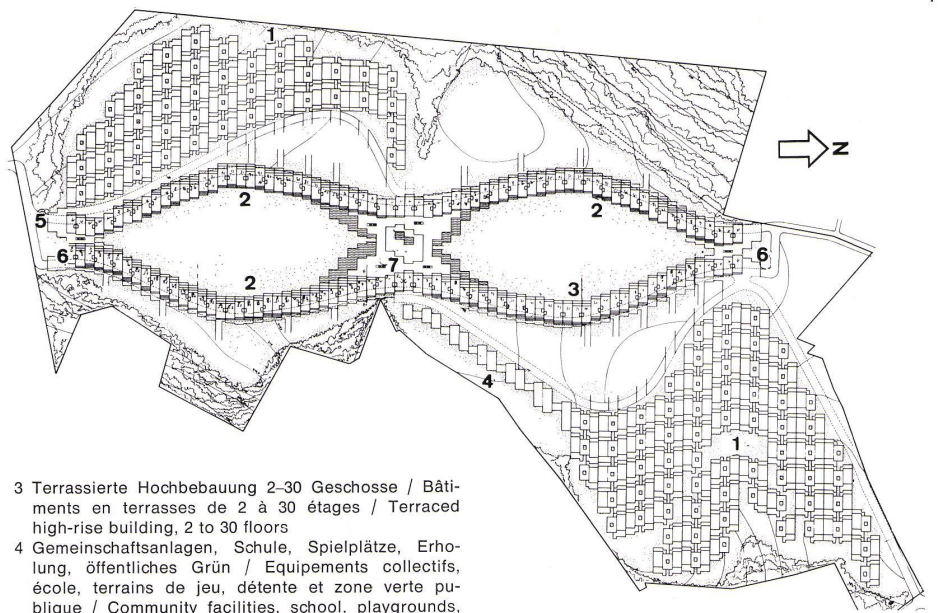 1
N
2
2
5
6
6
7
2
3
4
1
3 Terrassierte Hochbebauung 2–30 Geschosse / Bâti-
ments en terrasses de 2 à 30 étages / Terraced
high-rise building, 2 to 30 floors
4 Gemeinschaftsanlagen, Schule, Spielplätze, Erho-
lung, öffentliches Grün / Equipements collectifs,
école, terrains de jeu, détente et zone verte pu-
blique / Community facilities, school, playgrounds,